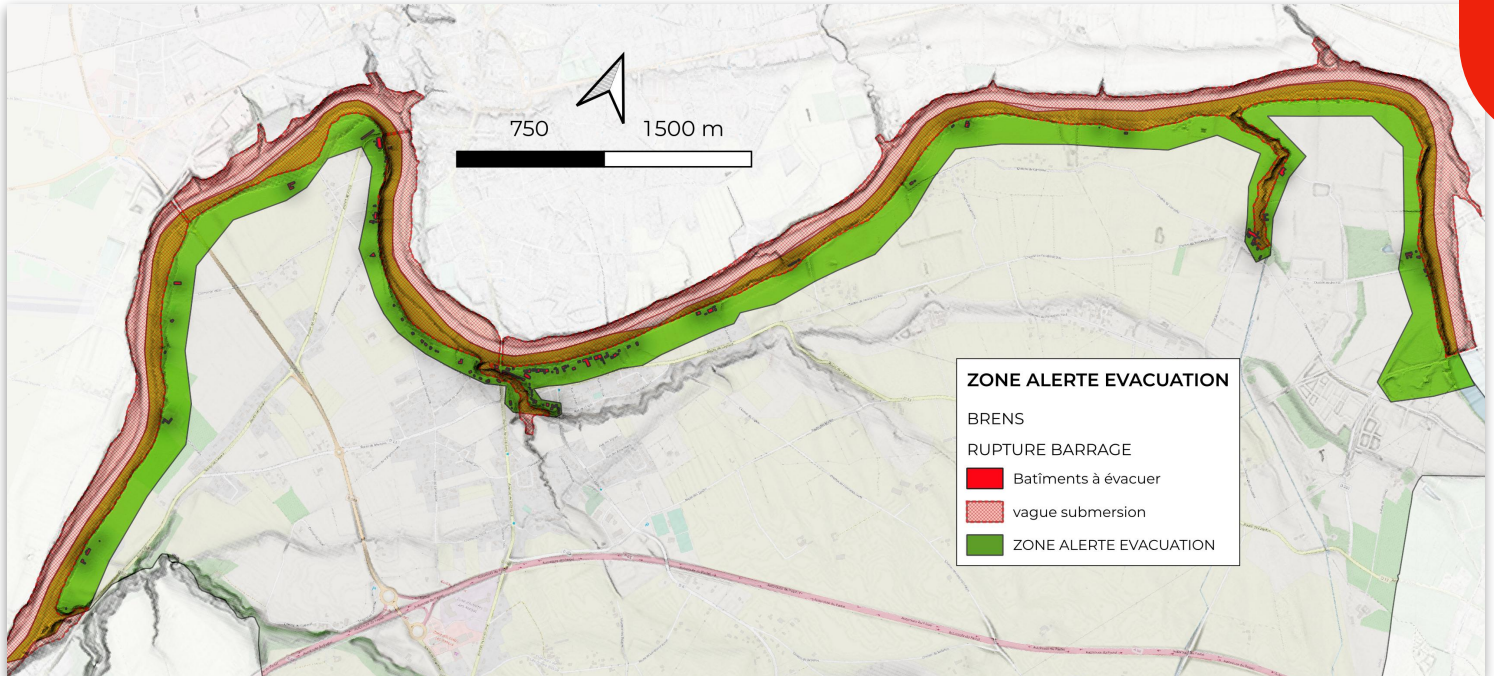 750 1500 m
ZONE ALERTE EVACUATION
BRENS
RUPTURE BARRAGE
Batîments à évacuer
vague submersion
ZONE ALERTE EVACUATION